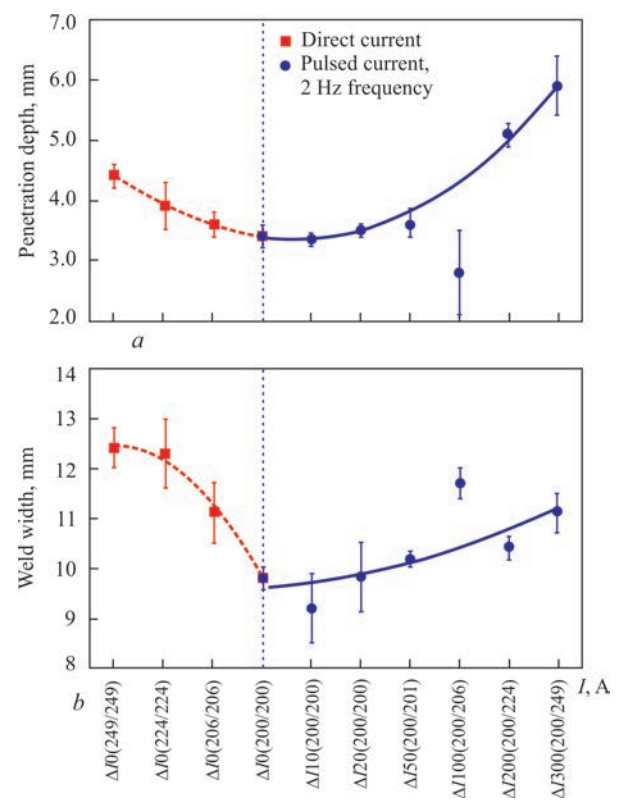 7.0
6.0
5.0
4.0
3.0
2.0
Penetration depth, mm
Direct current
Pulsed current,
2 Hz frequency
a
14
13
12
11
10
9
8
Weld width, mm
b
I, A
ΔI0(249/249)
ΔI0(224/224)
ΔI0(206/206)
ΔI0(200/200)
ΔI10(200/200)
ΔI20(200/200)
ΔI50(200/201)
ΔI100(200/206)
ΔI200(200/224)
ΔI300(200/249)